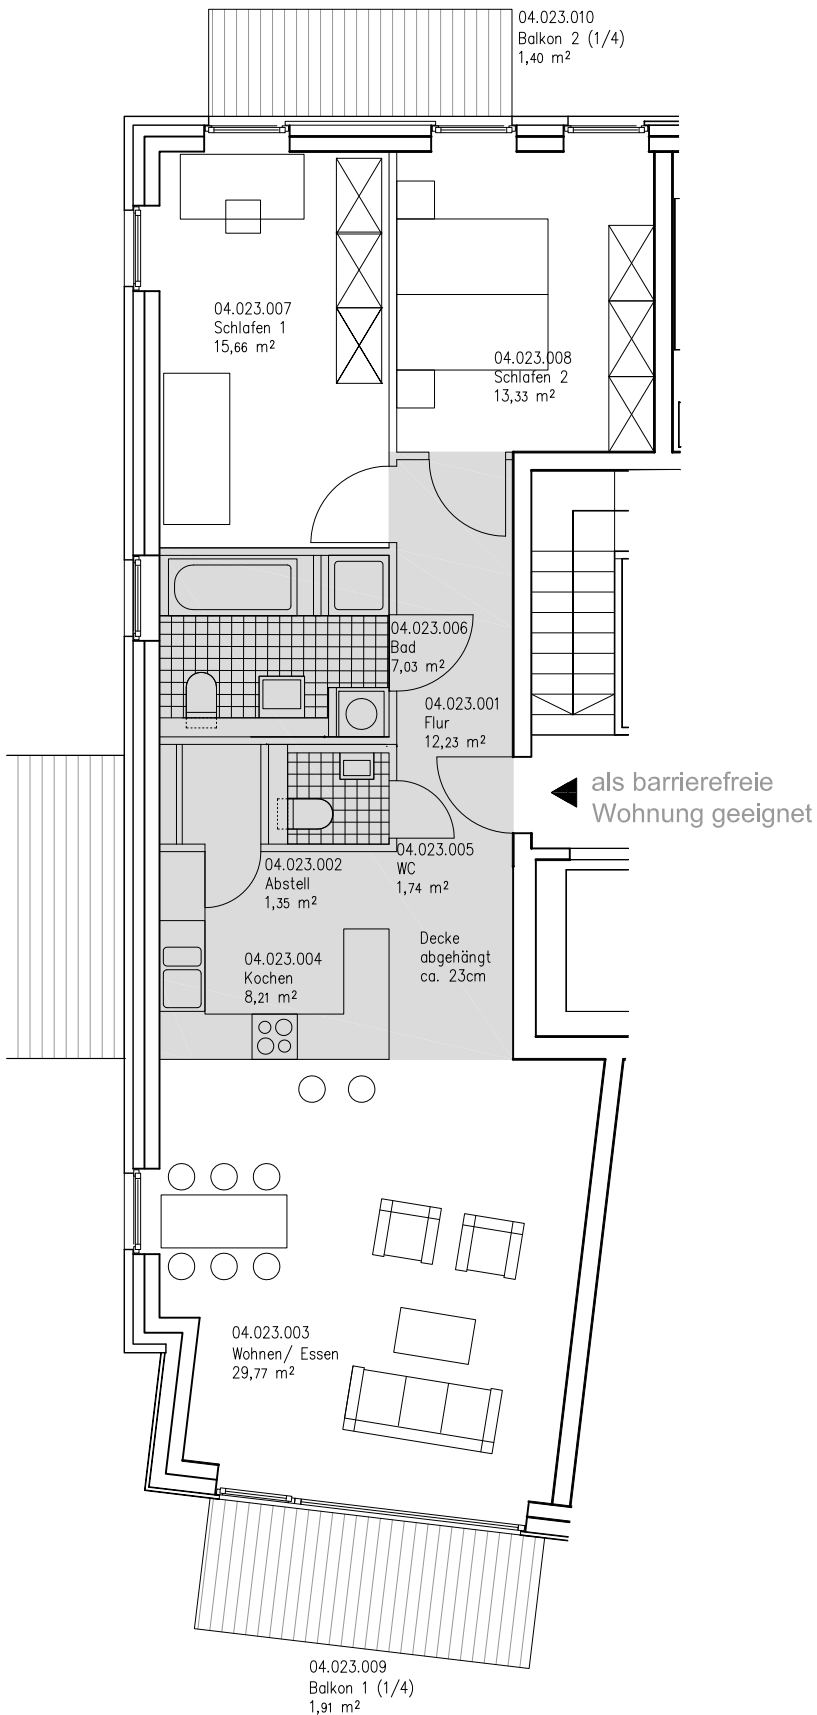 04.023.010
Balkon 2 (1/4)
1,40 m²
04.023.007
Schlafen 1
15,66 m²
04.023.008
Schlafen 2
13,33 m²
04.023.006
Bad
7,03 m²
04.023.001
Flur
12,23 m²
als barrierefreie
Wohnung geeignet
04.023.005
WC
1,74 m²
04.023.002
Abstell
1,35 m²
Decke
abgehängt
ca. 23cm
04.023.004
Kochen
8,21 m²
04.023.003
Wohnen/ Essen
29,77 m²
04.023.009
Balkon 1 (1/4)
1,91 m²